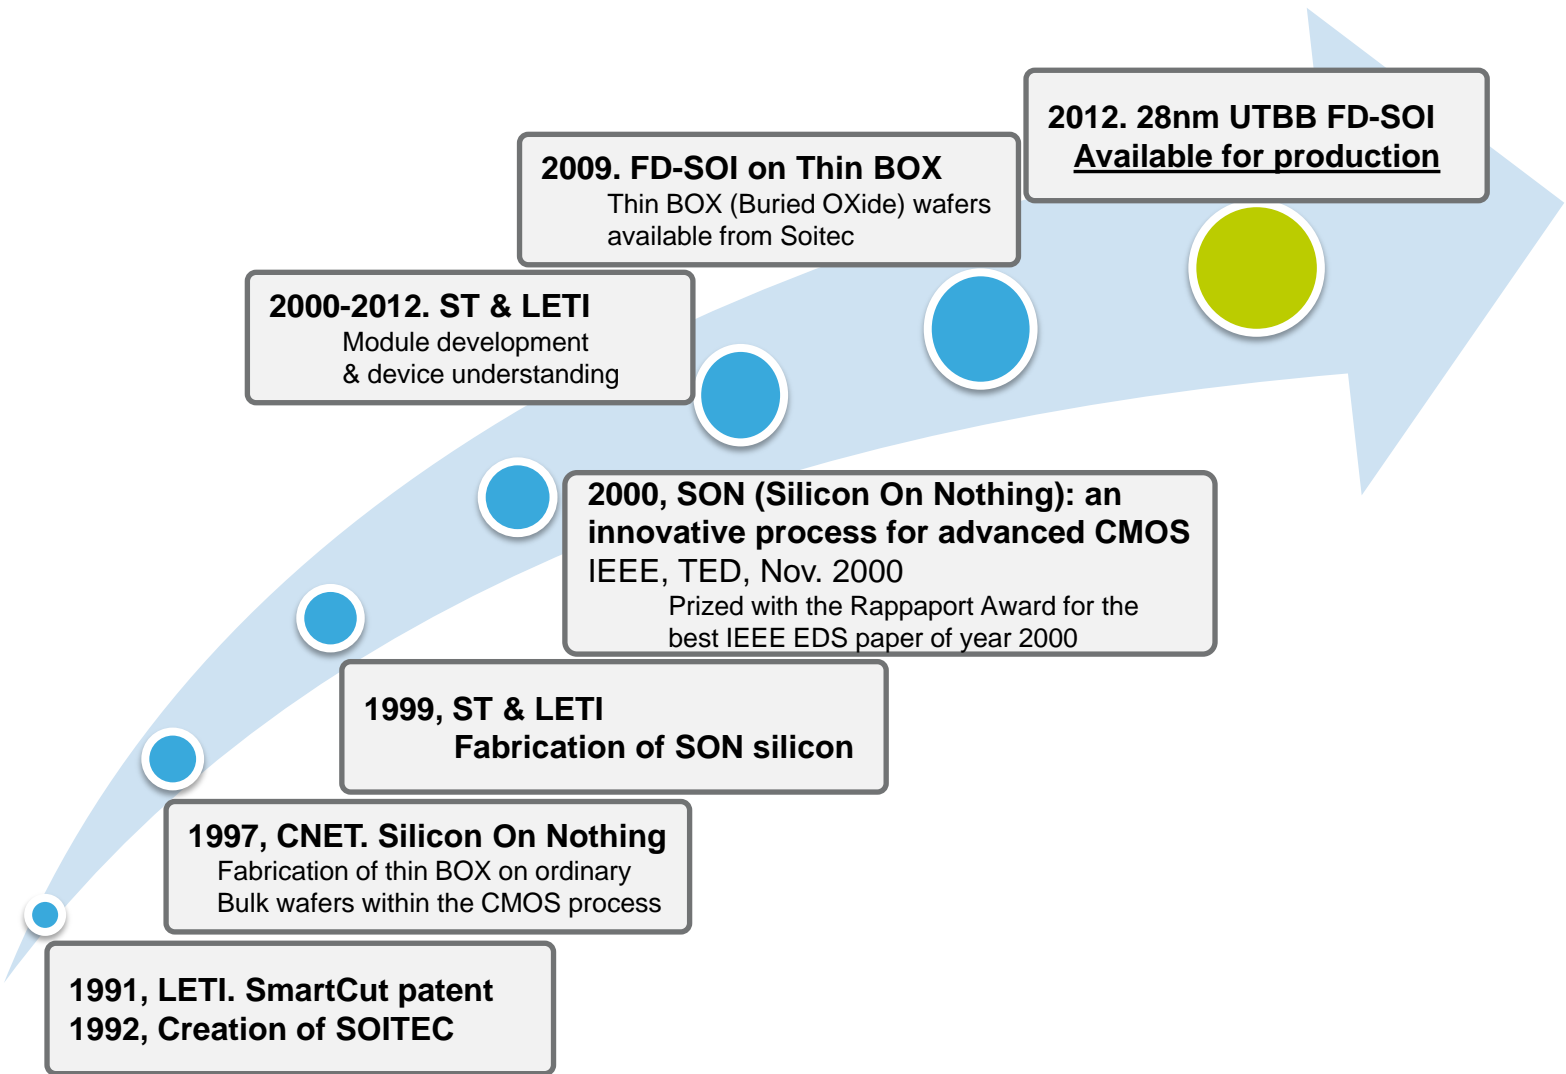 2012. 28nm UTBB FD-SOI
Available for production
2009. FD-SOI on Thin BOX
Thin BOX (Buried OXide) wafers
available from Soitec
2000-2012. ST & LETI
Module development
& device understanding
2000, SON (Silicon On Nothing): an
innovative process for advanced CMOS
IEEE, TED, Nov. 2000
Prized with the Rappaport Award for the
best IEEE EDS paper of year 2000
1999, ST & LETI
Fabrication of SON silicon
1997, CNET. Silicon On Nothing
Fabrication of thin BOX on ordinary
Bulk wafers within the CMOS process
1991, LETI. SmartCut patent
1992, Creation of SOITEC